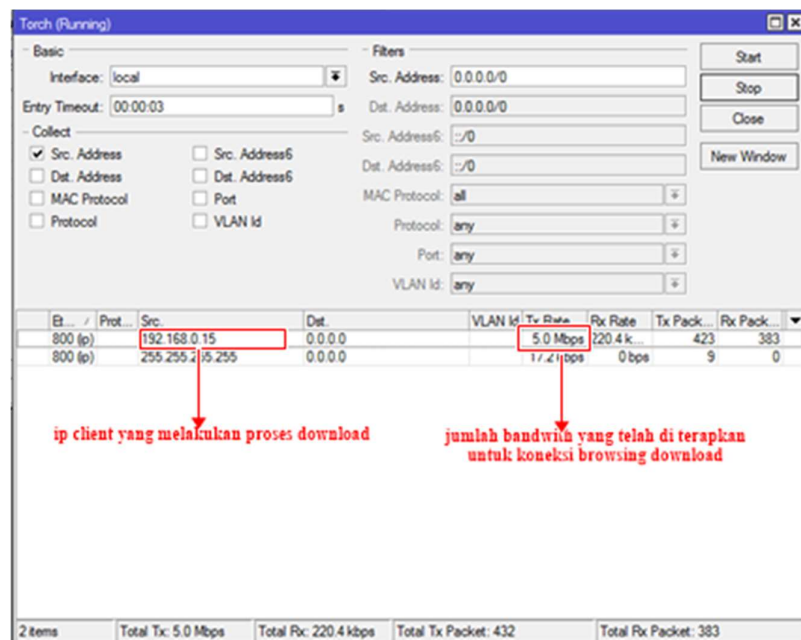 Torch (Running)
Basic
Interface: local
Entry Timeout: 00:00:03 s
Collect
Src. Address
Src. Address6
Dst. Address
Dst. Address6
MAC Protocol
Port
Protocol
VLAN Id
Filters
Src. Address: 0.0.0.0/0
Dst. Address: 0.0.0.0/0
Src. Address6: ::/0
Dst. Address6: ::/0
MAC Protocol: all
Protocol: any
Port: any
VLAN Id: any
Start
Stop
Close
New Window
Et... Prot... Src. Dst. VLAN Id Tx Rate Rx Rate Tx Pack... Rx Pack...
800 (ip) 192.168.0.15 0.0.0.0 5.0 Mbps 220.4 k... 423 383
800 (ip) 255.255.255.255 0.0.0.0 0 bps 9 0
ip client yang melakukan proses download
jumlah bandwith yang telah di terapkan
untuk koneksi browsing download
2 items Total Tx: 5.0 Mbps Total Rx: 220.4 kbps Total Tx Packet: 432 Total Rx Packet: 383